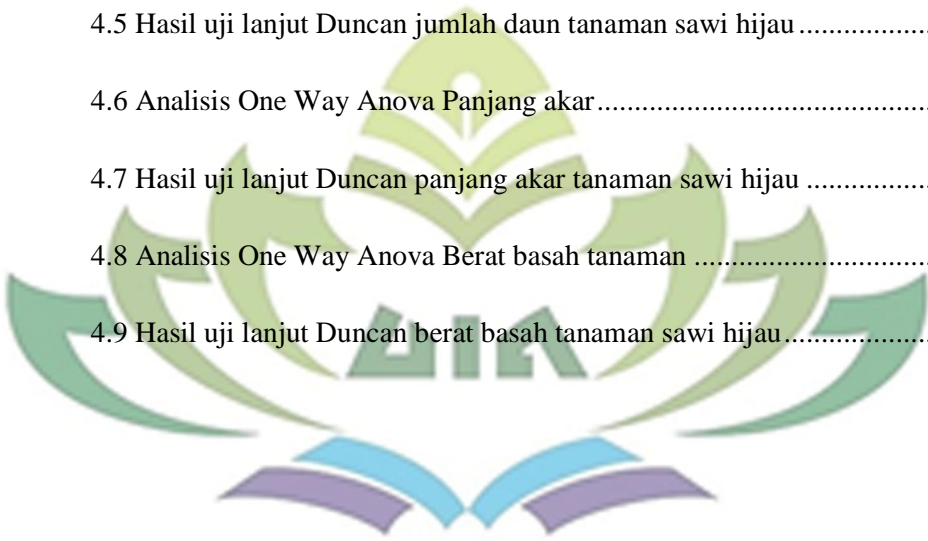 4.5 Hasil uji lanjut Duncan jumlah daun tanaman sawi hijau ..................
4.6 Analisis One Way Anova Panjang akar .............................................
4.7 Hasil uji lanjut Duncan panjang akar tanaman sawi hijau .................
4.8 Analisis One Way Anova Berat basah tanaman ................................
4.9 Hasil uji lanjut Duncan berat basah tanaman sawi hijau ....................
UIN